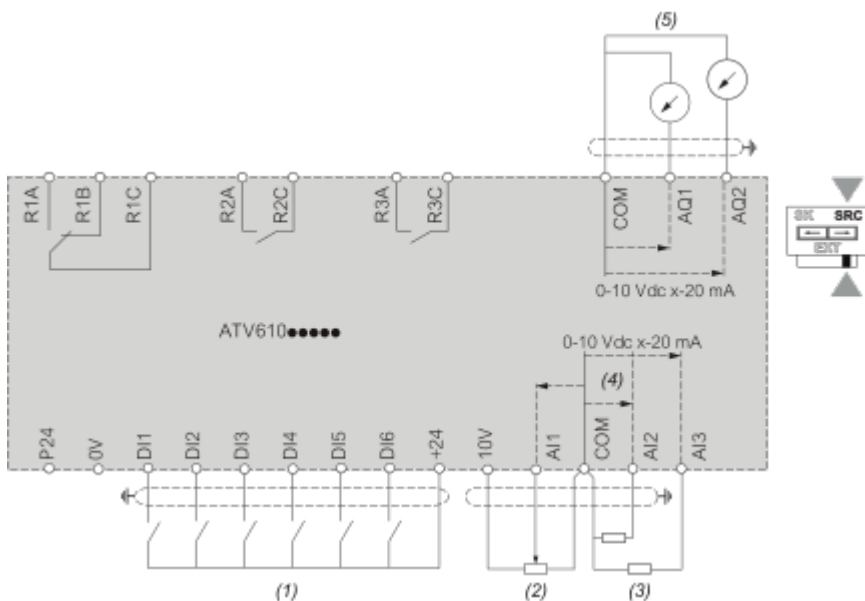 (5)
R1A R1B R1C R2A R2C R3A R3C COM AQ1 AQ2
SK SRC
EXT
0-10 Vdc x-20 mA
ATV610●●●●●
0-10 Vdc x-20 mA
(4)
P24 0V DI1 DI2 DI3 DI4 DI5 DI6 +24 10V AI1 COM AI2 AI3
(1) (2) (3)